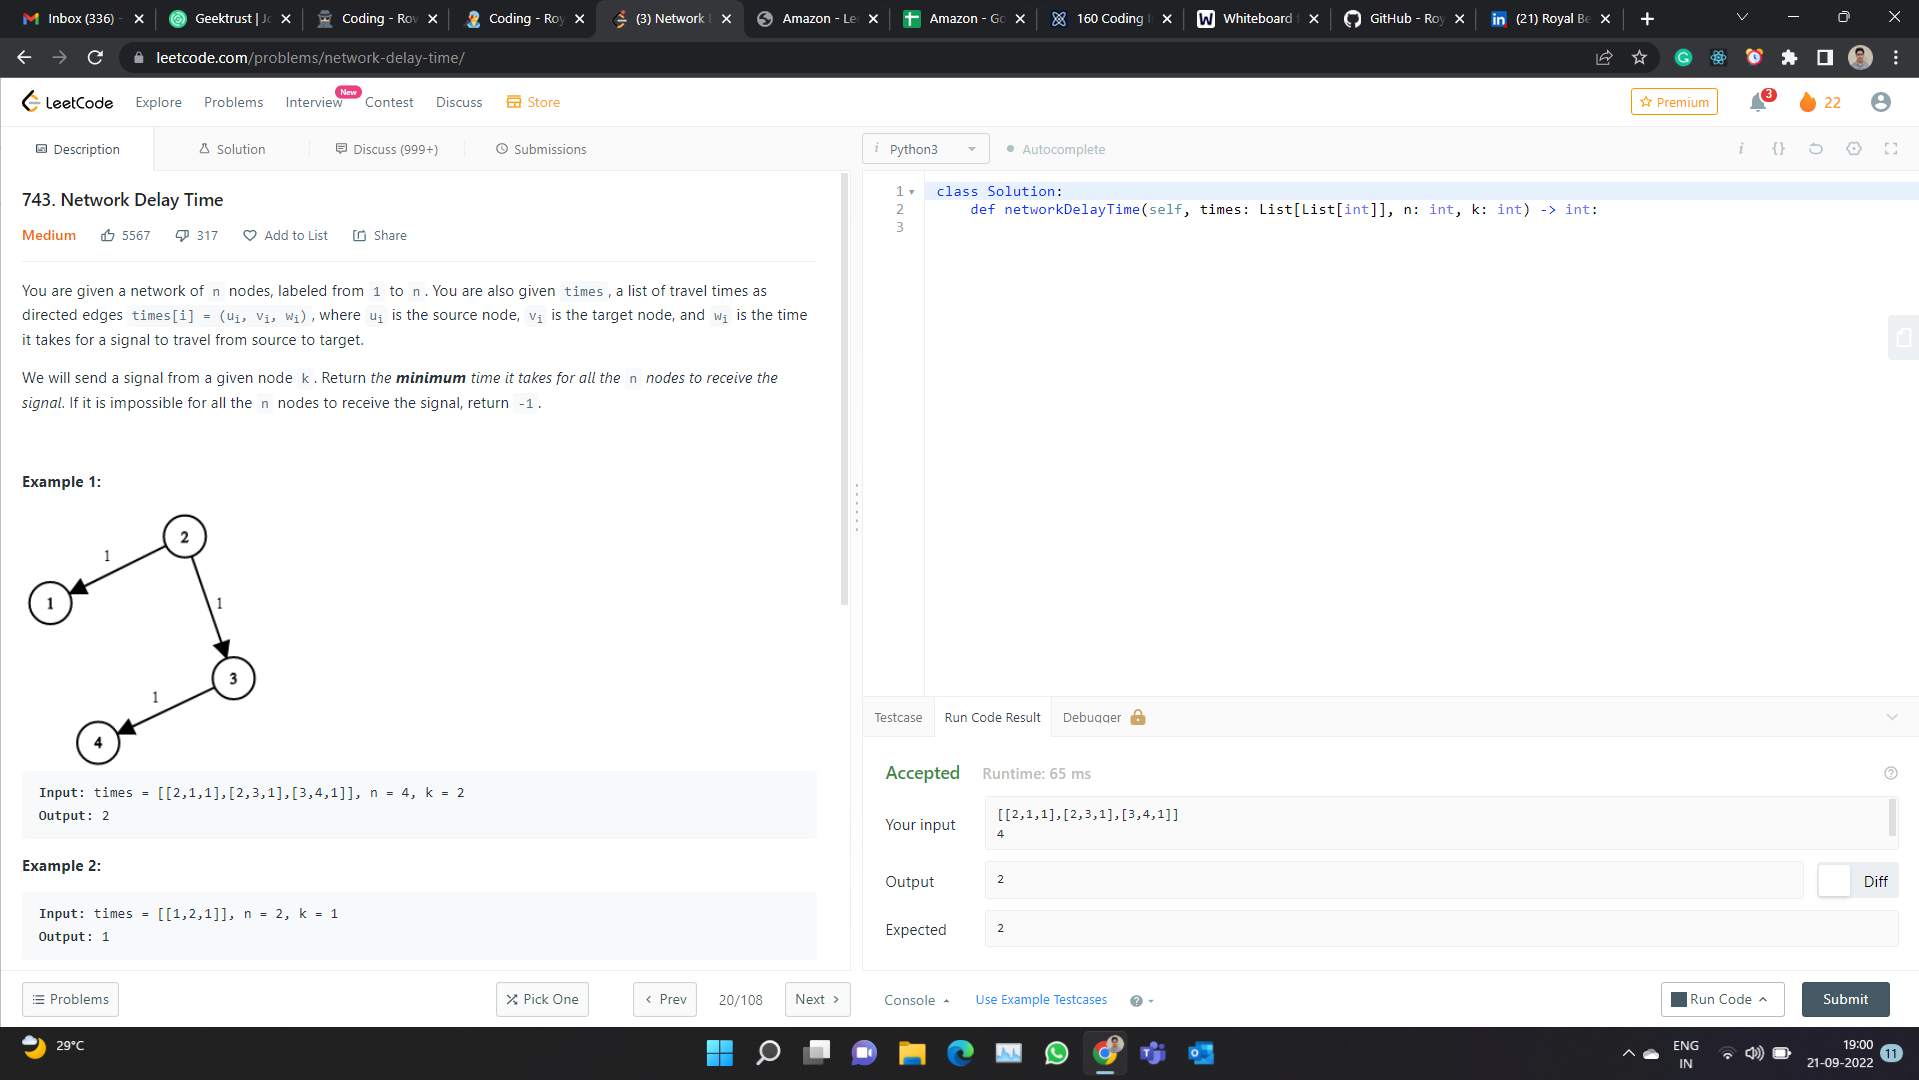 Inbox (336) -
Geektrust | Jo
Coding - Rov
Coding - Roy
(3) Network
Amazon - Le
Amazon - Go
160 Coding I
Whiteboard
GitHub - Roy
(21) Royal Be
leetcode.com/problems/network-delay-time/
LeetCode
Explore
Problems
Interview
New
Contest
Discuss
Store
Premium
3
22
Description
Solution
Discuss (999+)
Submissions
Python3
Autocomplete
743. Network Delay Time
Medium
5567
317
Add to List
Share
You are given a network of n nodes, labeled from 1 to n. You are also given times, a list of travel times as
directed edges times[i] = (ui, vi, wi), where ui is the source node, vi is the target node, and wi is the time
it takes for a signal to travel from source to target.
We will send a signal from a given node k. Return the minimum time it takes for all the n nodes to receive the
signal. If it is impossible for all the n nodes to receive the signal, return -1.
Example 1:
2
1
1
1
3
1
4
Input: times = [[2,1,1],[2,3,1],[3,4,1]], n = 4, k = 2
Output: 2
Example 2:
Input: times = [[1,2,1]], n = 2, k = 1
Output: 1
Problems
Pick One
Prev
20/108
Next
1 class Solution:
2 def networkDelayTime(self, times: List[List[int]], n: int, k: int) -> int:
3
Testcase
Run Code Result
Debugger
Accepted
Runtime: 65 ms
Your input
[[2,1,1],[2,3,1],[3,4,1]]
4
Output
2
Diff
Expected
2
Console
Use Example Testcases
Run Code
Submit
29°C
ENG
IN
19:00
21-09-2022
11